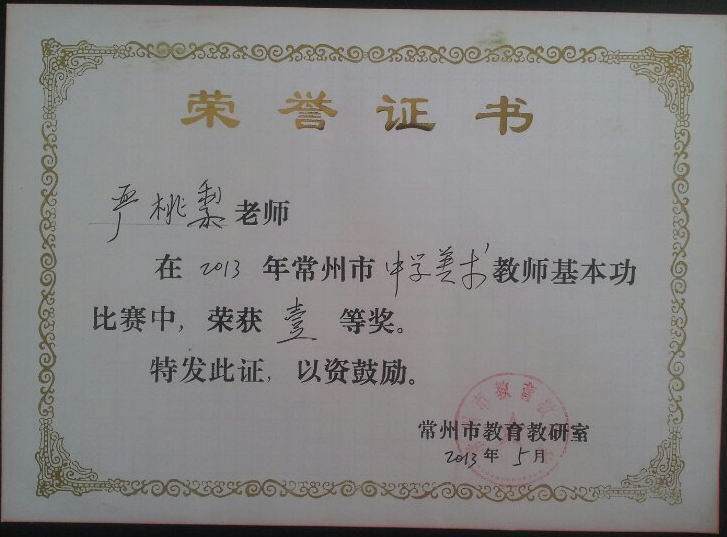 荣誉证书
严桃梨老师
在2013年常州市中学美术教师基本功
比赛中，荣获壹等奖。
特发此证，以资鼓励。
常州市教育教研室
2013年5月